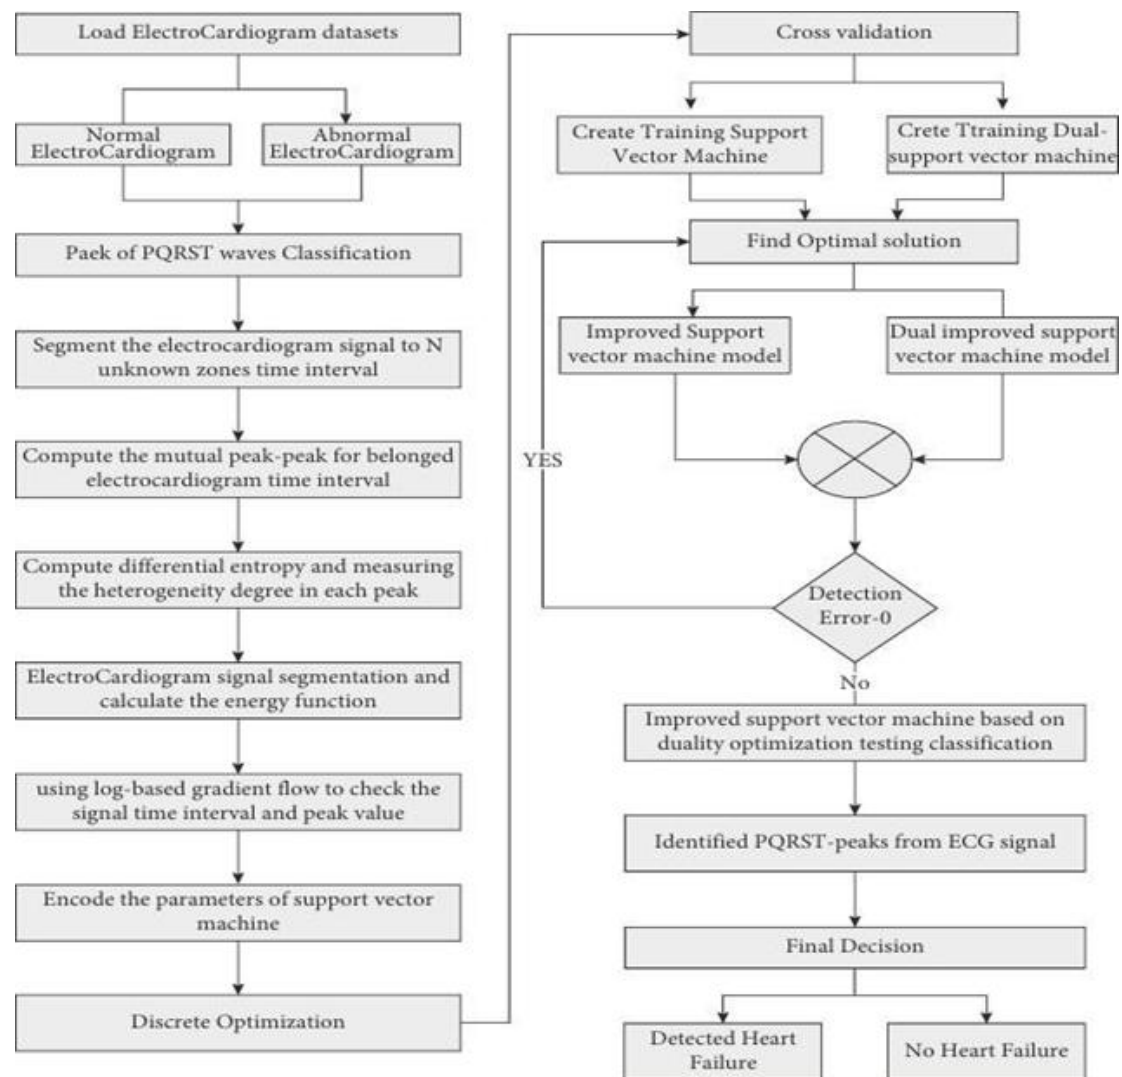 Load ElectroCardiogram datasets
Normal
ElectroCardiogram
Abnormal
ElectroCardiogram
Paek of PQRST waves Classification
Segment the electrocardiogram signal to N
unknown zones time interval
Compute the mutual peak-peak for belonged
electrocardiogram time interval
Compute differential entropy and measuring
the heterogeneity degree in each peak
ElectroCardiogram signal segmentation and
calculate the energy function
using log-based gradient flow to check the
signal time interval and peak value
Encode the parameters of support vector
machine
Discrete Optimization
Cross validation
Create Training Support
Vector Machine
Crete Ttraining Dual-
support vector machine
Find Optimal solution
Improved Support
vector machine model
Dual improved support
vector machine model
YES
Detection
Error-0
No
Improved support vector machine based on
duality optimization testing classification
Identified PQRST-peaks from ECG signal
Final Decision
Detected Heart
Failure
No Heart Failure